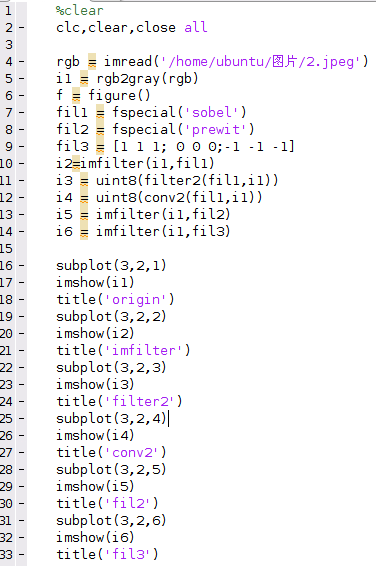 1 %clear
2 - clc,clear,close all
3
4 - rgb = imread('/home/ubuntu/图片/2.jpeg')
5 - i1 = rgb2gray(rgb)
6 - f = figure()
7 - fil1 = fspecial('sobel')
8 - fil2 = fspecial('prewit')
9 - fil3 = [1 1 1; 0 0 0;-1 -1 -1]
10 - i2=imfilter(i1,fil1)
11 - i3 = uint8(filter2(fil1,i1))
12 - i4 = uint8(conv2(fil1,i1))
13 - i5 = imfilter(i1,fil2)
14 - i6 = imfilter(i1,fil3)
15
16 - subplot(3,2,1)
17 - imshow(i1)
18 - title('origin')
19 - subplot(3,2,2)
20 - imshow(i2)
21 - title('imfilter')
22 - subplot(3,2,3)
23 - imshow(i3)
24 - title('filter2')
25 - subplot(3,2,4)
26 - imshow(i4)
27 - title('conv2')
28 - subplot(3,2,5)
29 - imshow(i5)
30 - title('fil2')
31 - subplot(3,2,6)
32 - imshow(i6)
33 - title('fil3')